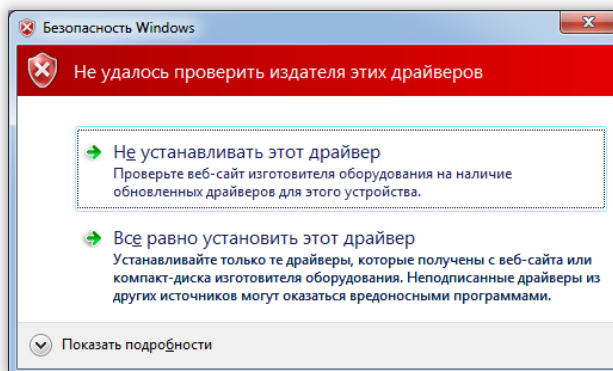 Безопасность Windows
Не удалось проверить издателя этих драйверов
Не устанавливать этот драйвер
Проверьте веб-сайт изготовителя оборудования на наличие
обновленных драйверов для этого устройства.
Все равно установить этот драйвер
Устанавливайте только те драйверы, которые получены с веб-сайта или
компакт-диска изготовителя оборудования. Неподписанные драйверы из
других источников могут оказаться вредоносными программами.
Показать подробности